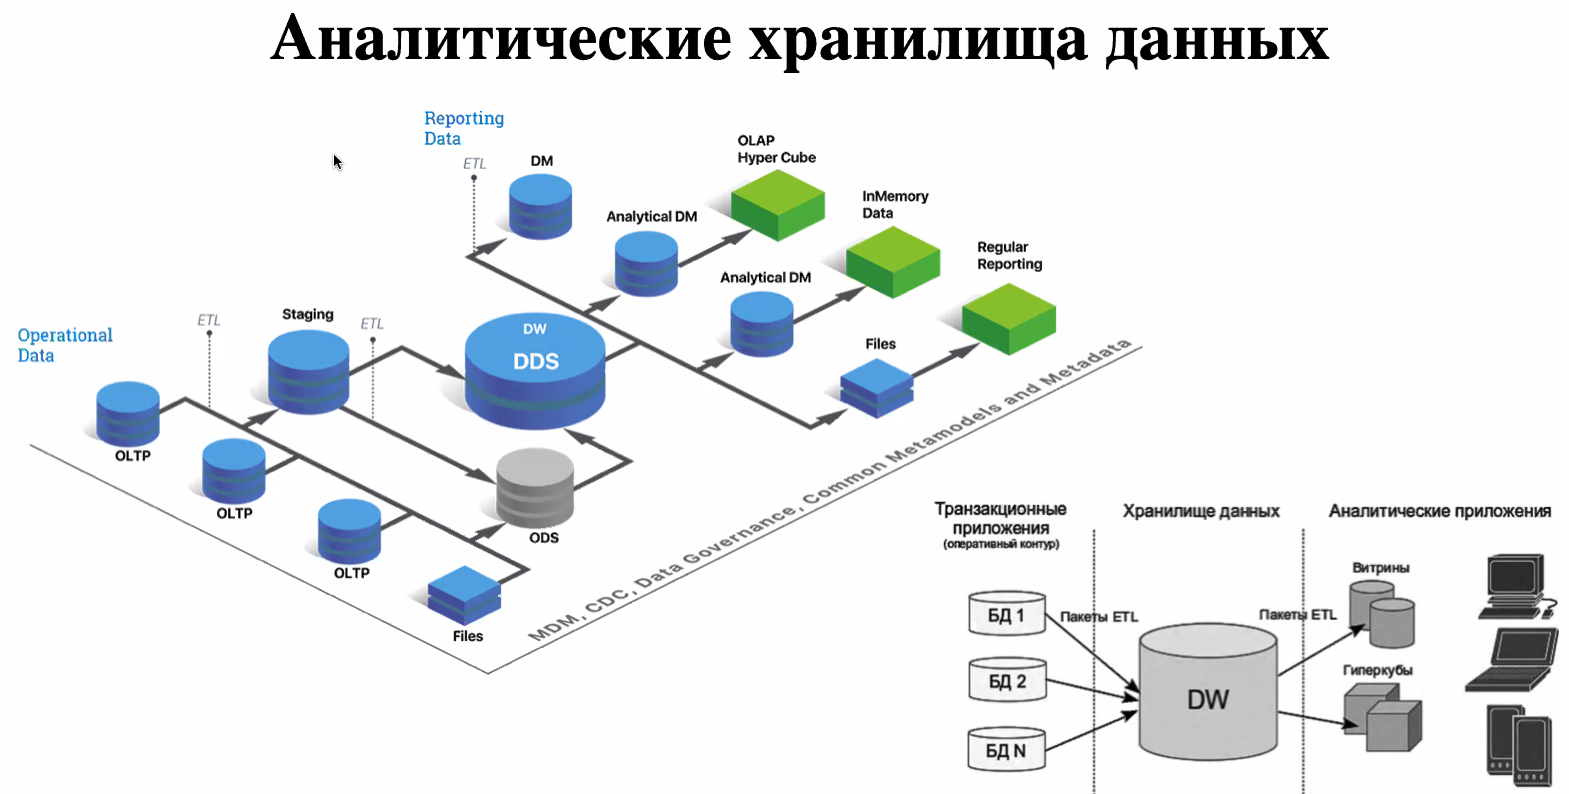 Аналитические хранилища данных
Reporting
Data
ETL
DM
OLAP
Hyper Cube
Analytical DM
InMemory
Data
Analytical DM
Regular
Reporting
Operational
Data
ETL
Staging
ETL
DW
DDS
Files
OLTP
OLTP
OLTP
ODS
Files
MDM, CDC, Data Governance, Common Metamodels and Metadata
Транзакционные
приложения
(оперативный контур)
Хранилище данных
Аналитические приложения
БД 1
БД 2
БД N
Пакеты ETL
DW
Пакеты ETL
Витрины
Гиперкубы